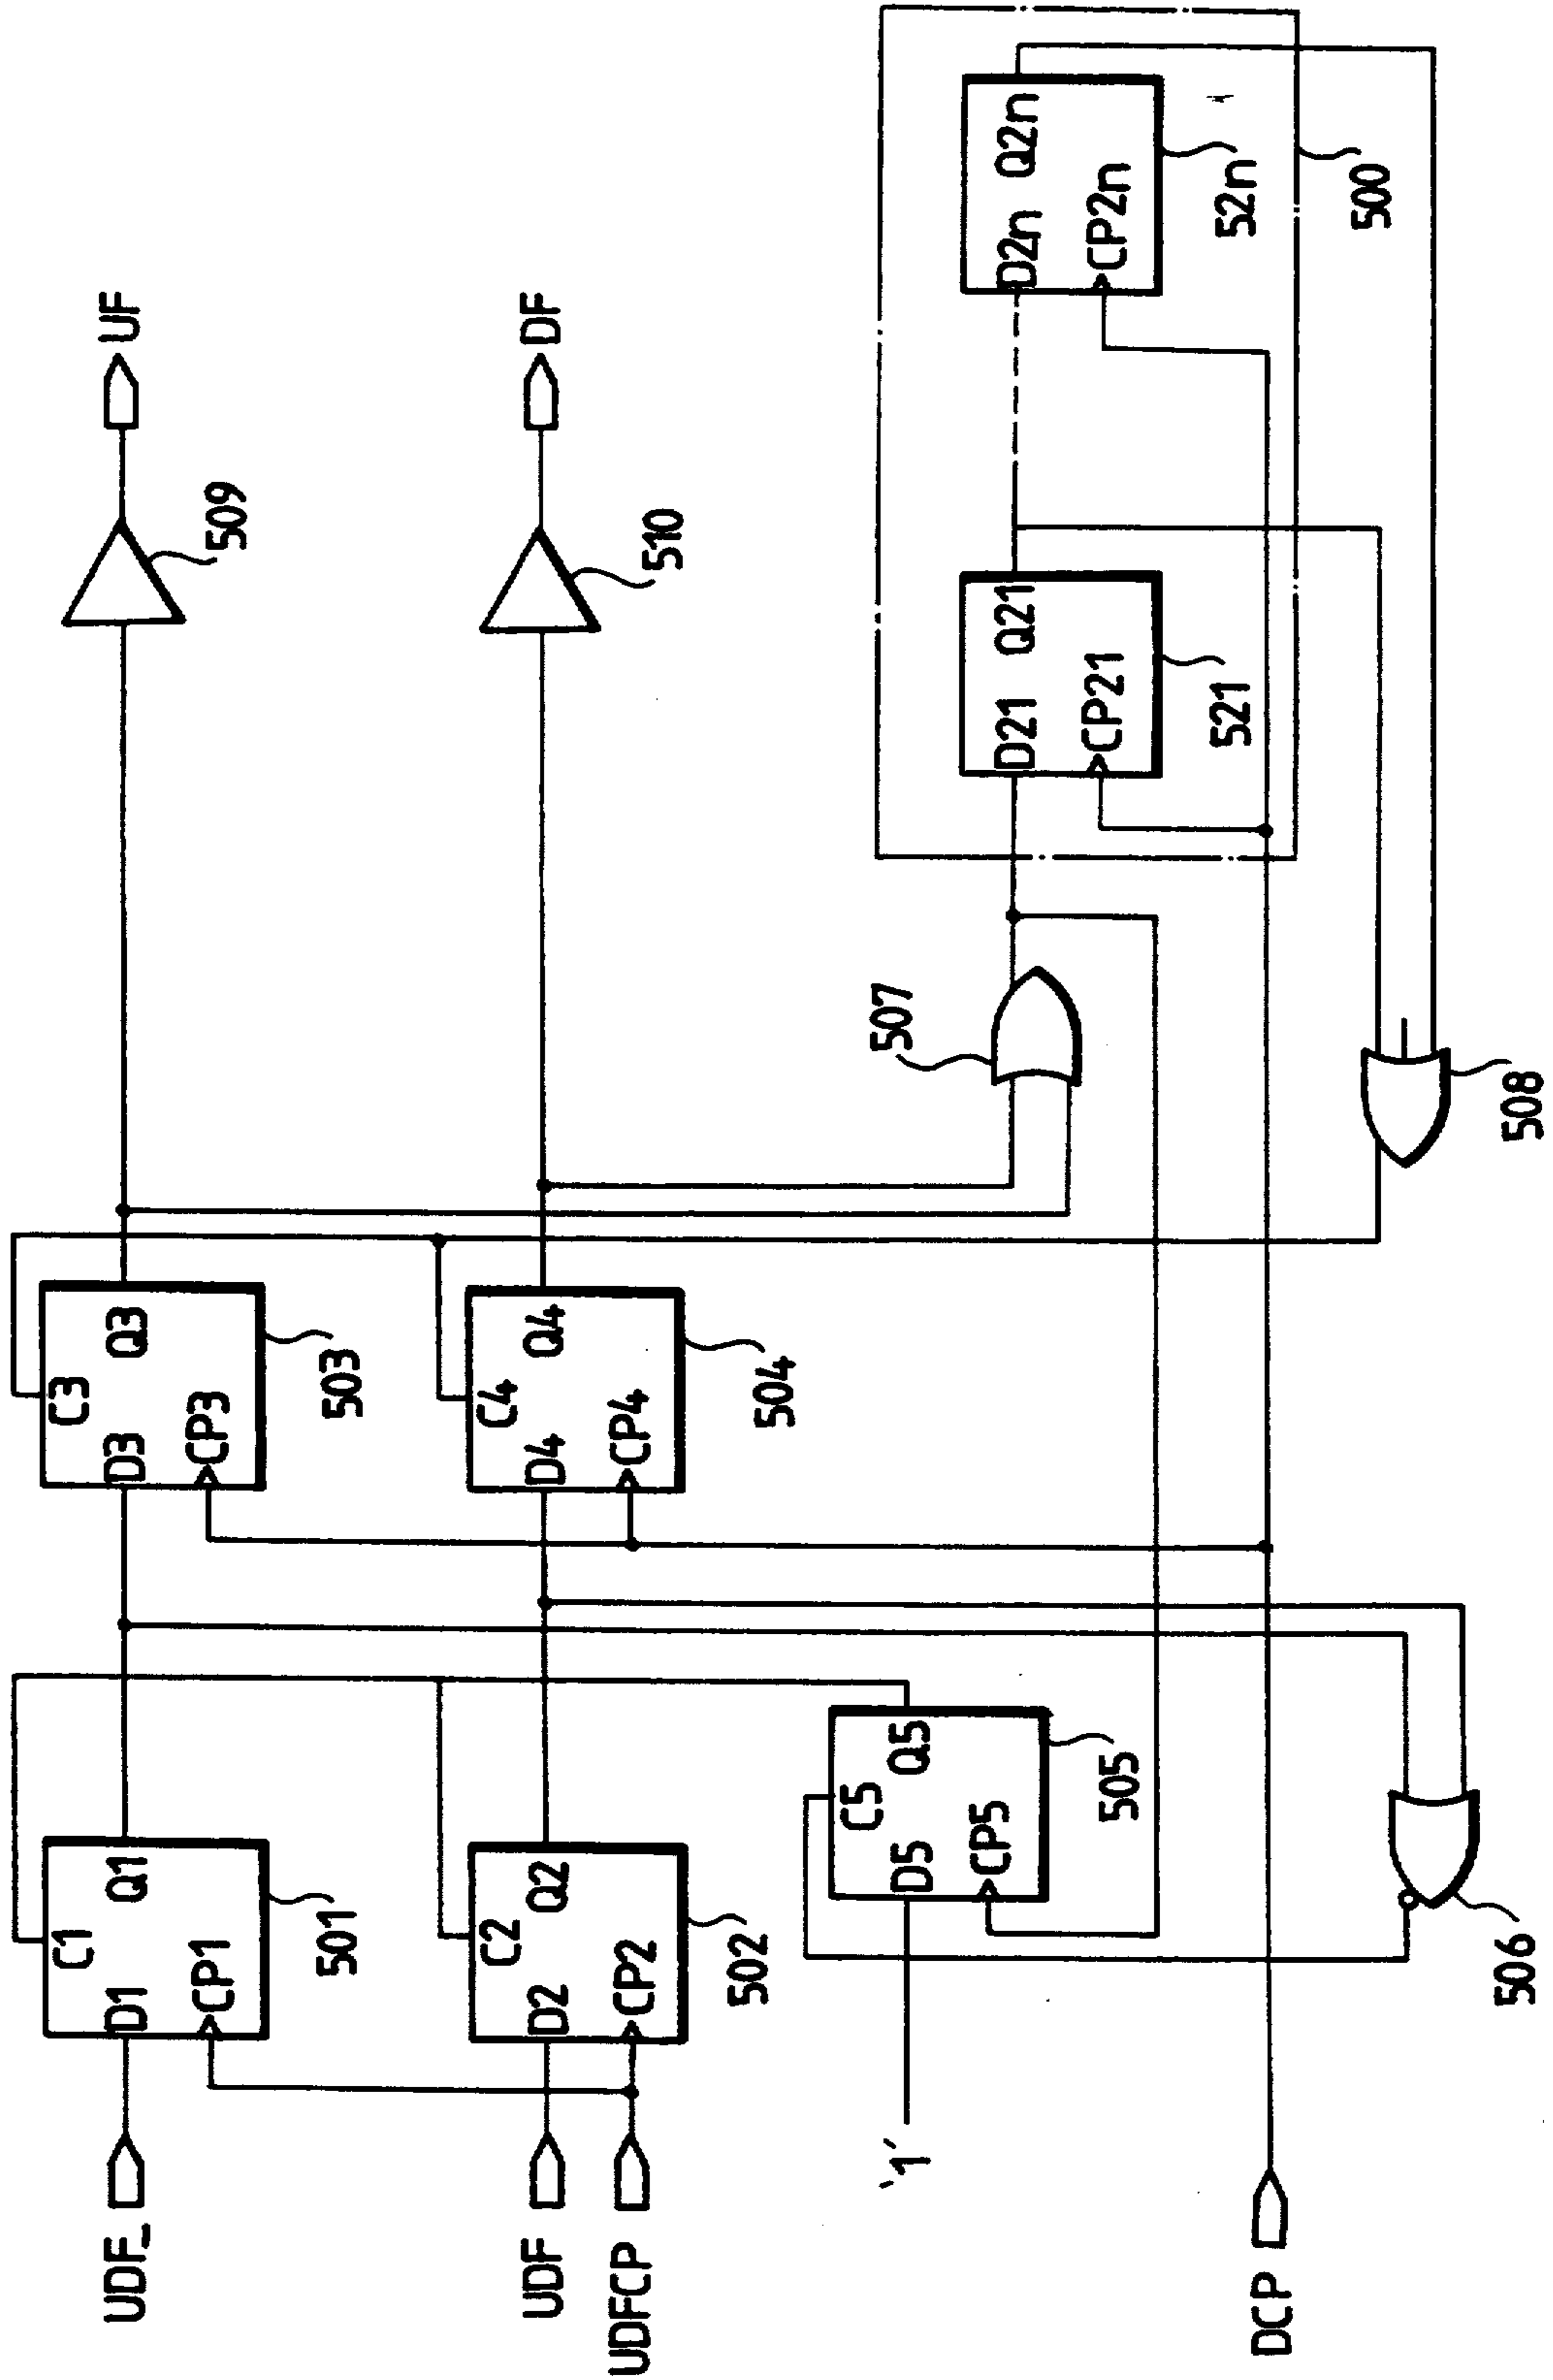 UDF_
D1
C1
Q1
CP1
501
D3
C3
Q3
CP3
503
509
UF
UDF
D2
C2
Q2
CP2
502
UDFCP
D4
C4
Q4
CP4
504
510
DF
'1'
D5
C5
Q5
CP5
505
507
D21 Q21
CP21
521
D2n Q2n
CP2n
52n
500
DCP
506
508